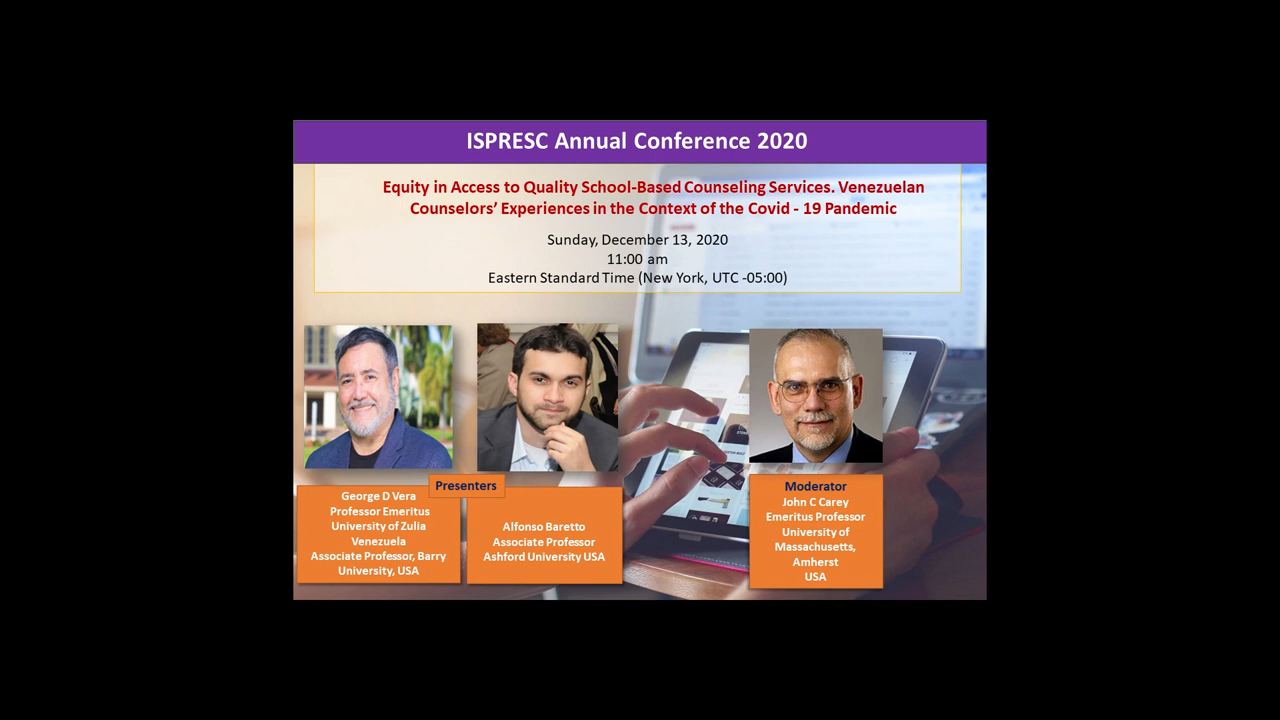 ISPRESC Annual Conference 2020
Equity in Access to Quality School-Based Counseling Services. Venezuelan
Counselors' Experiences in the Context of the Covid - 19 Pandemic
Sunday, December 13, 2020
11:00 am
Eastern Standard Time (New York, UTC -05:00)
Presenters
George D Vera
Professor Emeritus
University of Zulia
Venezuela
Associate Professor, Barry
University, USA
Alfonso Baretto
Associate Professor
Ashford University USA
Moderator
John C Carey
Emeritus Professor
University of
Massachusetts,
Amherst
USA